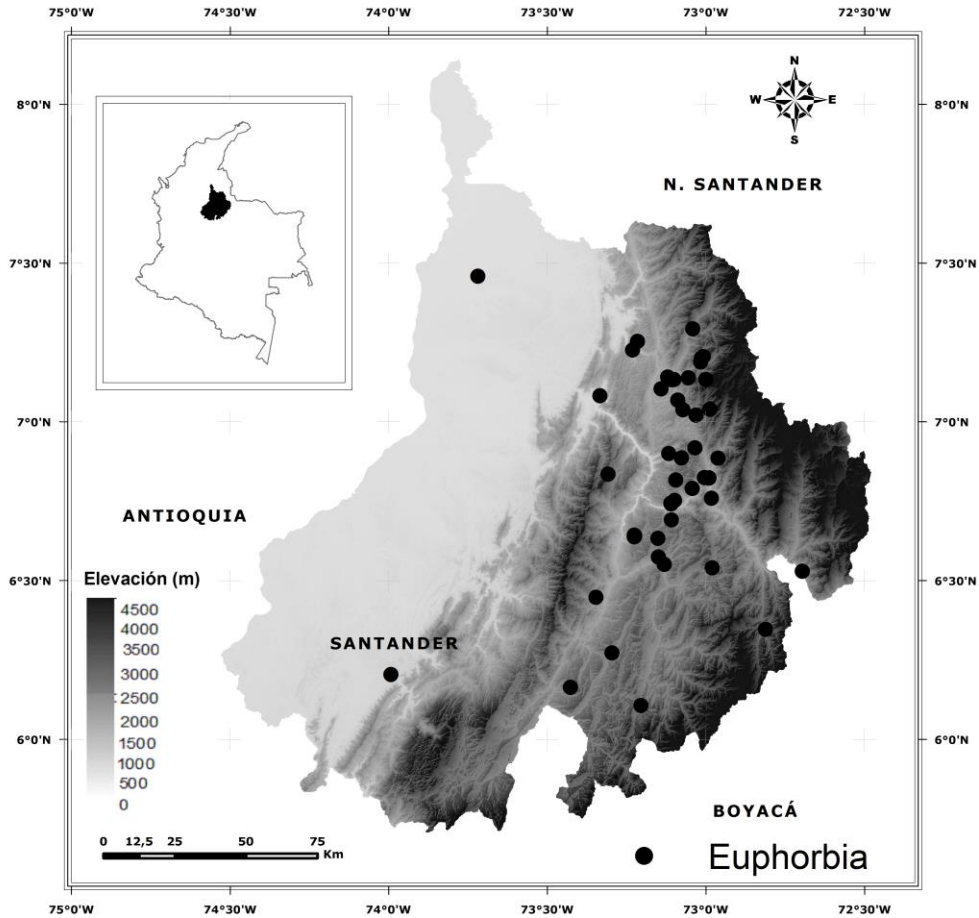 75°0'W 74°30'W 74°0'W 73°30'W 73°0'W 72°30'W
8°0'N 8°0'N
N
W E
S
N. SANTANDER
7°30'N 7°30'N
7°0'N 7°0'N
ANTIOQUIA
6°30'N 6°30'N
Elevación (m)
4500
4000
3500
3000
2500
2000
1500
1000
500
0
SANTANDER
6°0'N 6°0'N
BOYACÁ
0 12,5 25 50 75
Km
Euphorbia
75°0'W 74°30'W 74°0'W 73°30'W 73°0'W 72°30'W